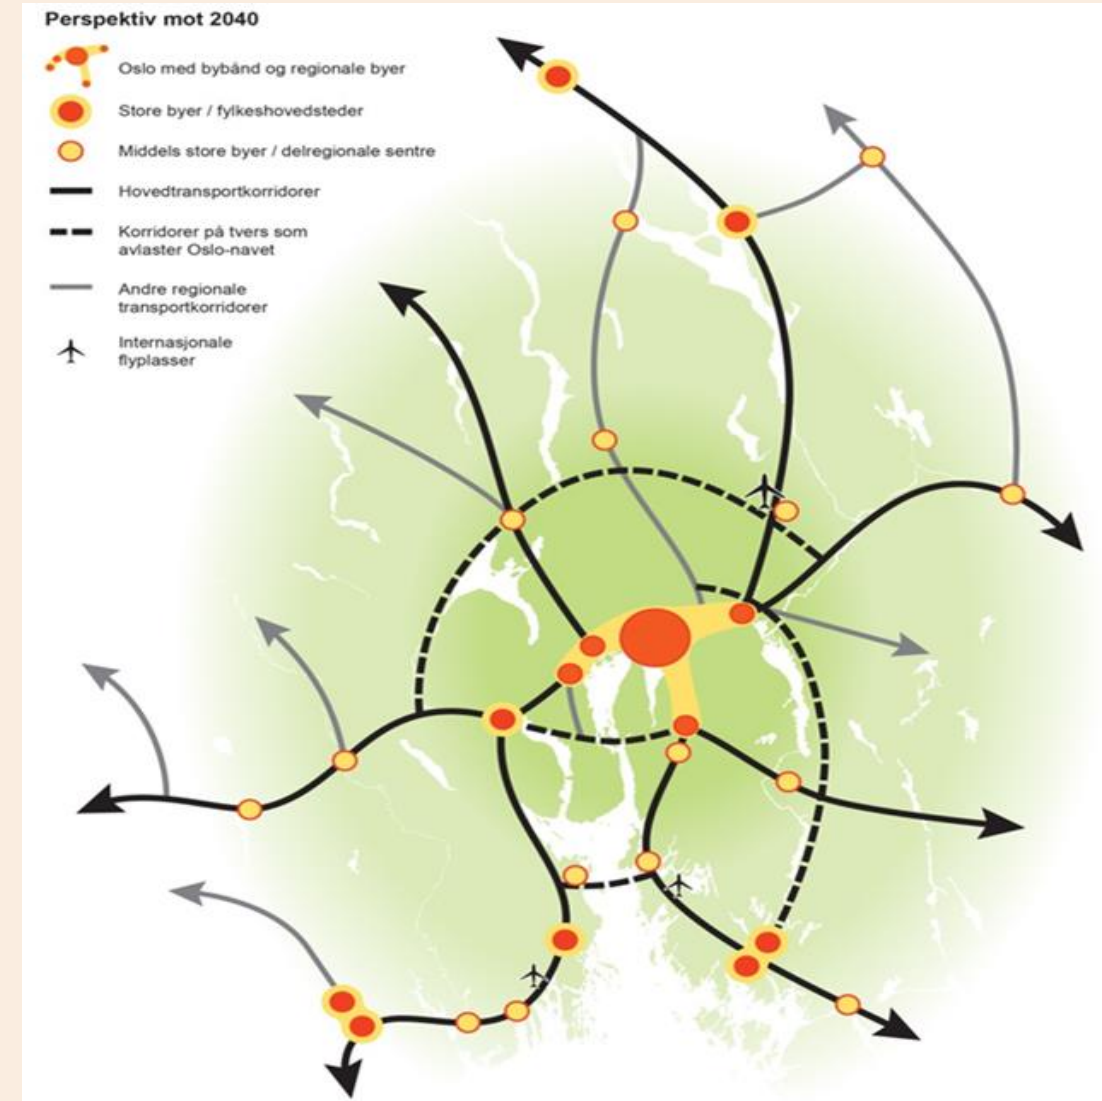 Perspektiv mot 2040
Oslo med bybånd og regionale byer
Store byer / fylkeshovedsteder
Middels store byer / delregionale sentre
Hovedtransportkorridorer
Korridorer på tvers som
avlaster Oslo-navet
Andre regionale
transportkorridorer
Internasjonale
flyplasser